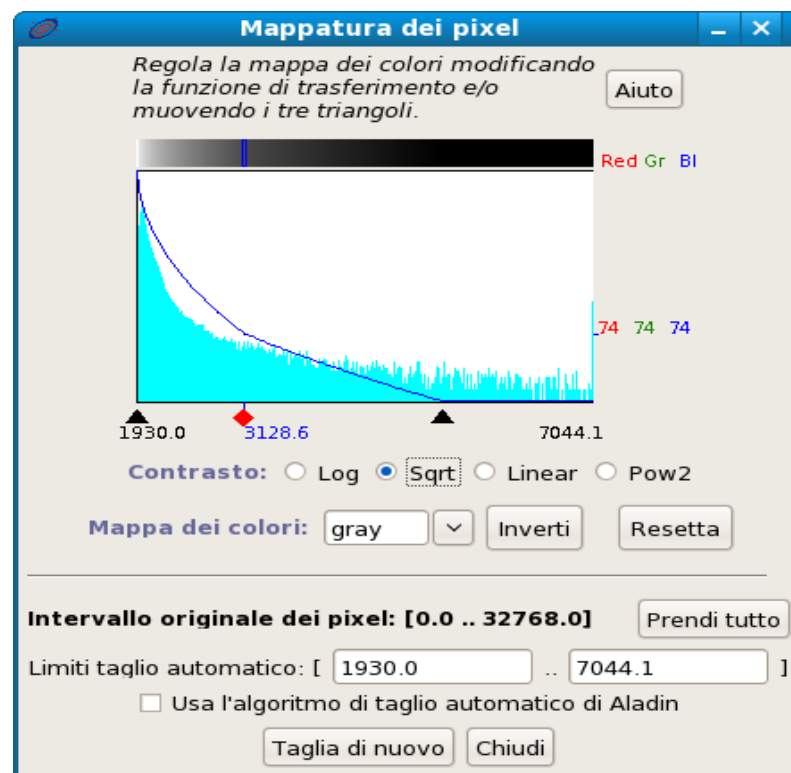 Mappatura dei pixel
Regola la mappa dei colori modificando
la funzione di trasferimento e/o
muovendo i tre triangoli.
Aiuto
Red Gr Bl
74 74 74
1930.0 3128.6 7044.1
Contrasto: Log Sqrt Linear Pow2
Mappa dei colori: gray Inverti Resetta
Intervallo originale dei pixel: [0.0 .. 32768.0] Prendi tutto
Limiti taglio automatico: [ 1930.0 .. 7044.1 ]
Usa l'algoritmo di taglio automatico di Aladin
Taglia di nuovo Chiudi